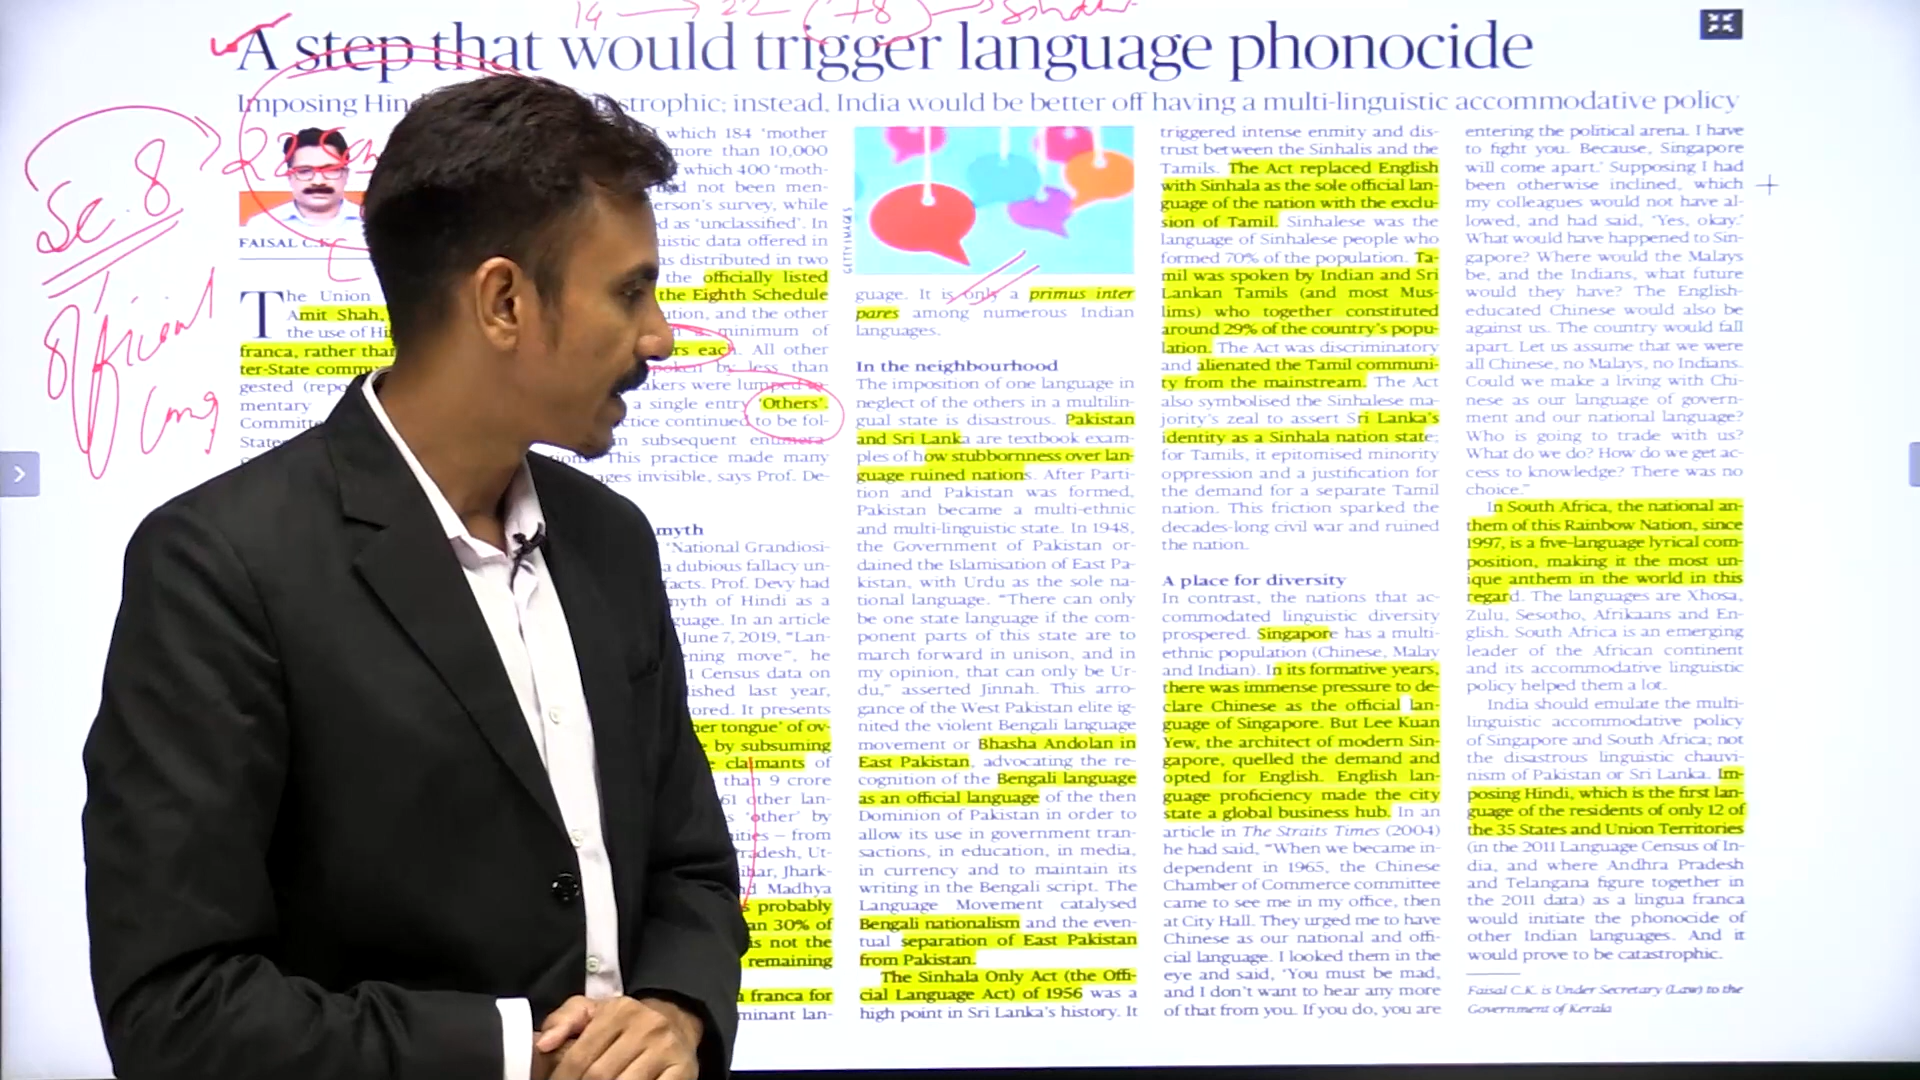 14 → 22 (+8) →
A step that would trigger language phonocide
Imposing Hin strophic; instead, India would be better off having a multi-linguistic accommodative policy
Sc. 8
22
official
lang
FAISAL C.K.
The Union
Amit Shah,
the use of Hi
franca, rather than
ter-State commu
gested (repo
mentary
Committ
State
which 184 'mother
more than 10,000
which 400 'moth-
had not been men-
erson's survey, while
d as 'unclassified'. In
uistic data offered in
as distributed in two
the officially listed
the Eighth Schedule
ution, and the other
a minimum of
ers each. All other
poken by less than
akers were lumped to
a single entry 'Others'.
ctice continued to be fol-
in subsequent enumera-
tions. This practice made many
ages invisible, says Prof. De-
myth
'National Grandiosi-
a dubious fallacy un-
facts. Prof. Devy had
myth of Hindi as a
guage. In an article
June 7, 2019, "Lan-
ening move", he
1 Census data on
lished last year,
ored. It presents
her tongue' of ov-
e by subsuming
e claimants of
than 9 crore
61 other lan-
s 'other' by
nities – from
radesh, Ut-
ihar, Jhark-
nd Madhya
s probably
an 30% of
is not the
remaining
a franca for
minant lan-
GETTY IMAGES
guage. It is only a primus inter
pares among numerous Indian
languages.
In the neighbourhood
The imposition of one language in
neglect of the others in a multilin-
gual state is disastrous. Pakistan
and Sri Lanka are textbook exam-
ples of how stubbornness over lan-
guage ruined nations. After Parti-
tion and Pakistan was formed,
Pakistan became a multi-ethnic
and multi-linguistic state. In 1948,
the Government of Pakistan or-
dained the Islamisation of East Pa-
kistan, with Urdu as the sole na-
tional language. "There can only
be one state language if the com-
ponent parts of this state are to
march forward in unison, and in
my opinion, that can only be Ur-
du," asserted Jinnah. This arro-
gance of the West Pakistan elite ig-
nited the violent Bengali language
movement or Bhasha Andolan in
East Pakistan, advocating the re-
cognition of the Bengali language
as an official language of the then
Dominion of Pakistan in order to
allow its use in government tran-
sactions, in education, in media,
in currency and to maintain its
writing in the Bengali script. The
Language Movement catalysed
Bengali nationalism and the even-
tual separation of East Pakistan
from Pakistan.
The Sinhala Only Act (the Offi-
cial Language Act) of 1956 was a
high point in Sri Lanka's history. It
triggered intense enmity and dis-
trust between the Sinhalis and the
Tamils. The Act replaced English
with Sinhala as the sole official lan-
guage of the nation with the exclu-
sion of Tamil. Sinhalese was the
language of Sinhalese people who
formed 70% of the population. Ta-
mil was spoken by Indian and Sri
Lankan Tamils (and most Mus-
lims) who together constituted
around 29% of the country's popu-
lation. The Act was discriminatory
and alienated the Tamil communi-
ty from the mainstream. The Act
also symbolised the Sinhalese ma-
jority's zeal to assert Sri Lanka's
identity as a Sinhala nation state;
for Tamils, it epitomised minority
oppression and a justification for
the demand for a separate Tamil
nation. This friction sparked the
decades-long civil war and ruined
the nation.
A place for diversity
In contrast, the nations that ac-
commodated linguistic diversity
prospered. Singapore has a multi-
ethnic population (Chinese, Malay
and Indian). In its formative years,
there was immense pressure to de-
clare Chinese as the official lan-
guage of Singapore. But Lee Kuan
Yew, the architect of modern Sin-
gapore, quelled the demand and
opted for English. English lan-
guage proficiency made the city
state a global business hub. In an
article in The Straits Times (2004)
he had said, "When we became in-
dependent in 1965, the Chinese
Chamber of Commerce committee
came to see me in my office, then
at City Hall. They urged me to have
Chinese as our national and offi-
cial language. I looked them in the
eye and said, 'You must be mad,
and I don't want to hear any more
of that from you. If you do, you are
entering the political arena. I have
to fight you. Because, Singapore
will come apart.' Supposing I had
been otherwise inclined, which
my colleagues would not have al-
lowed, and had said, 'Yes, okay.'
What would have happened to Sin-
gapore? Where would the Malays
be, and the Indians, what future
would they have? The English-
educated Chinese would also be
against us. The country would fall
apart. Let us assume that we were
all Chinese, no Malays, no Indians.
Could we make a living with Chi-
nese as our language of govern-
ment and our national language?
Who is going to trade with us?
What do we do? How do we get ac-
cess to knowledge? There was no
choice."
In South Africa, the national an-
them of this Rainbow Nation, since
1997, is a five-language lyrical com-
position, making it the most un-
ique anthem in the world in this
regard. The languages are Xhosa,
Zulu, Sesotho, Afrikaans and En-
glish. South Africa is an emerging
leader of the African continent
and its accommodative linguistic
policy helped them a lot.
India should emulate the multi-
linguistic accommodative policy
of Singapore and South Africa; not
the disastrous linguistic chauvi-
nism of Pakistan or Sri Lanka. Im-
posing Hindi, which is the first lan-
guage of the residents of only 12 of
the 35 States and Union Territories
(in the 2011 Language Census of In-
dia, and where Andhra Pradesh
and Telangana figure together in
the 2011 data) as a lingua franca
would initiate the phonocide of
other Indian languages. And it
would prove to be catastrophic.
Faisal C.K. is Under Secretary (Law) to the
Government of Kerala